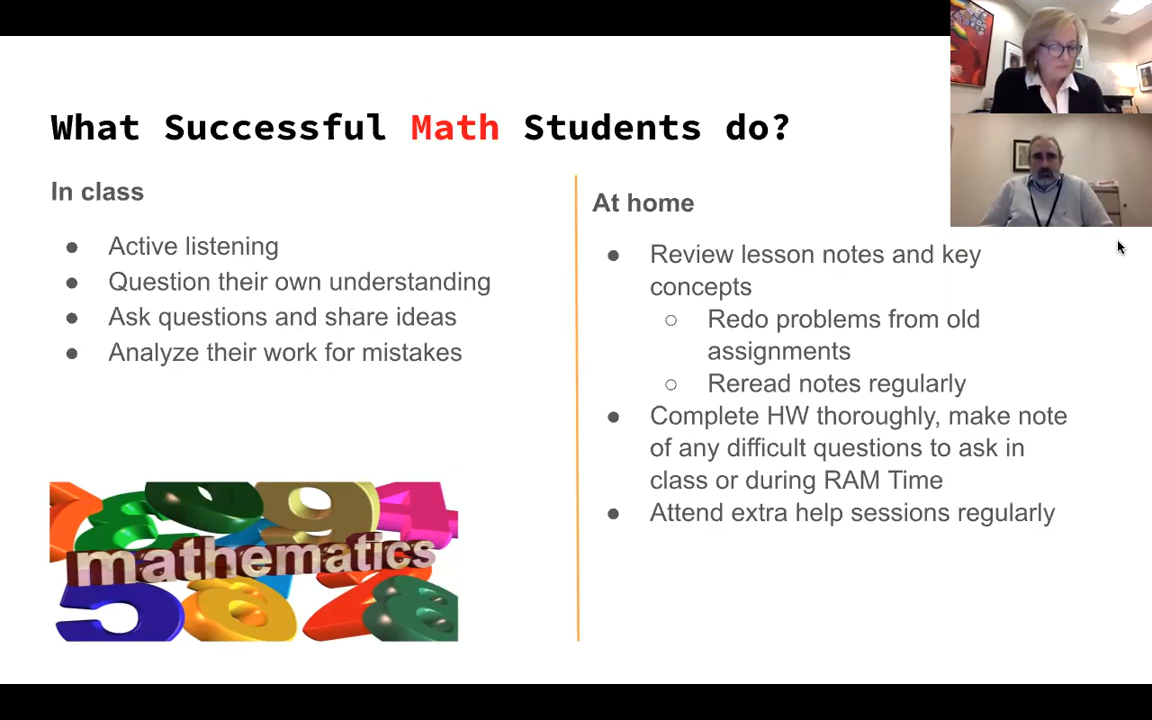 What Successful Math Students do?
In class
● Active listening
● Question their own understanding
● Ask questions and share ideas
● Analyze their work for mistakes
mathematics
At home
● Review lesson notes and key
concepts
○ Redo problems from old
assignments
○ Reread notes regularly
● Complete HW thoroughly, make note
of any difficult questions to ask in
class or during RAM Time
● Attend extra help sessions regularly